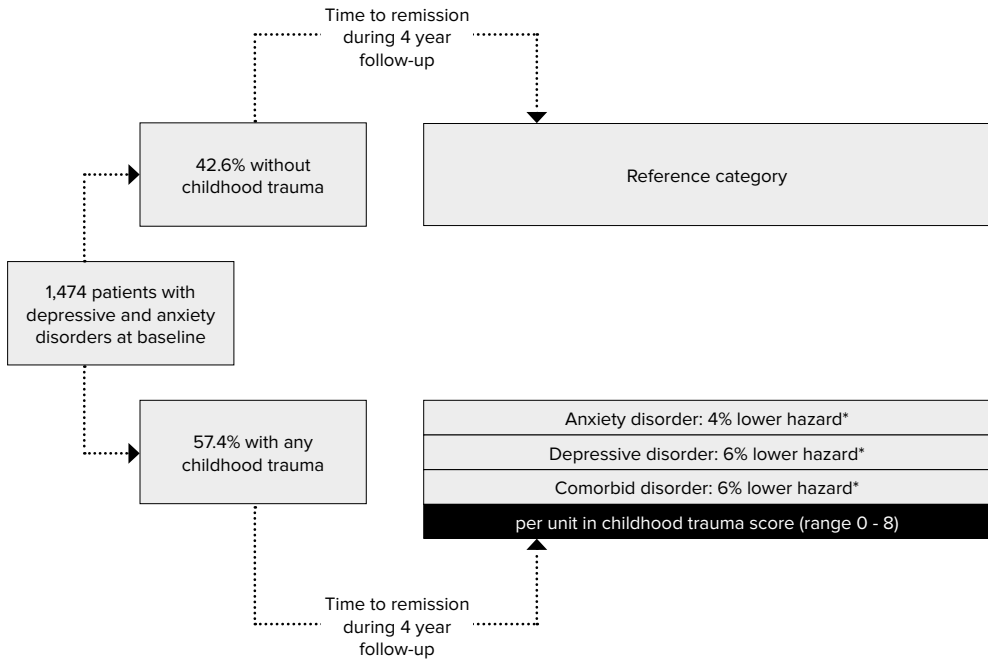 Time to remission
during 4 year
follow-up
42.6% without
childhood trauma
Reference category
1,474 patients with
depressive and anxiety
disorders at baseline
57.4% with any
childhood trauma
Anxiety disorder: 4% lower hazard*
Depressive disorder: 6% lower hazard*
Comorbid disorder: 6% lower hazard*
per unit in childhood trauma score (range 0 - 8)
Time to remission
during 4 year
follow-up